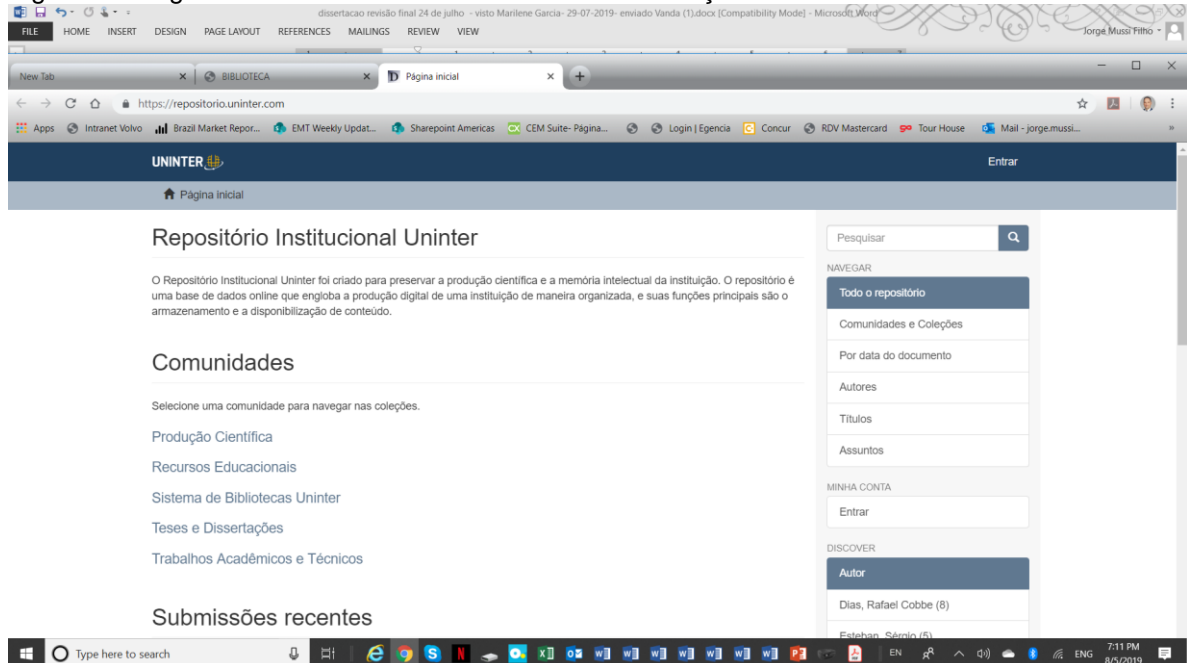 dissertacao revisão final 24 de julho - visto Marilene Garcia- 29-07-2019- enviado Vanda (1).docx [Compatibility Mode] - Microsoft Word
FILE HOME INSERT DESIGN PAGE LAYOUT REFERENCES MAILINGS REVIEW VIEW
Jorge Mussi Filho
New Tab
BIBLIOTECA
Página inicial
https://repositorio.uninter.com
Apps Intranet Volvo Brazil Market Repor... EMT Weekly Updat... Sharepoint Americas CEM Suite- Página... Login | Egencia Concur RDV Mastercard Tour House Mail - jorge.mussi...
UNINTER
Entrar
Página inicial
Repositório Institucional Uninter
O Repositório Institucional Uninter foi criado para preservar a produção científica e a memória intelectual da instituição. O repositório é
uma base de dados online que engloba a produção digital de uma instituição de maneira organizada, e suas funções principais são o
armazenamento e a disponibilização de conteúdo.
Comunidades
Selecione uma comunidade para navegar nas coleções.
Produção Científica
Recursos Educacionais
Sistema de Bibliotecas Uninter
Teses e Dissertações
Trabalhos Acadêmicos e Técnicos
Submissões recentes
Pesquisar
NAVEGAR
Todo o repositório
Comunidades e Coleções
Por data do documento
Autores
Títulos
Assuntos
MINHA CONTA
Entrar
DISCOVER
Autor
Dias, Rafael Cobbe (8)
Esteban, Sérgio (5)
Type here to search
EN
ENG
7:11 PM
8/5/2019